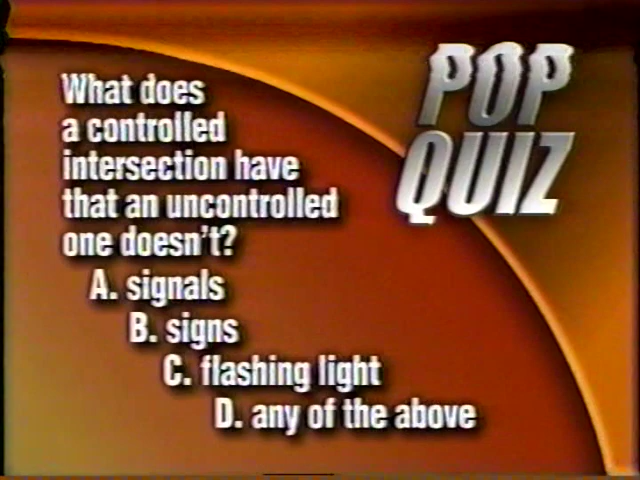 POP
QUIZ
What does
a controlled
intersection have
that an uncontrolled
one doesn't?
A. signals
B. signs
C. flashing light
D. any of the above